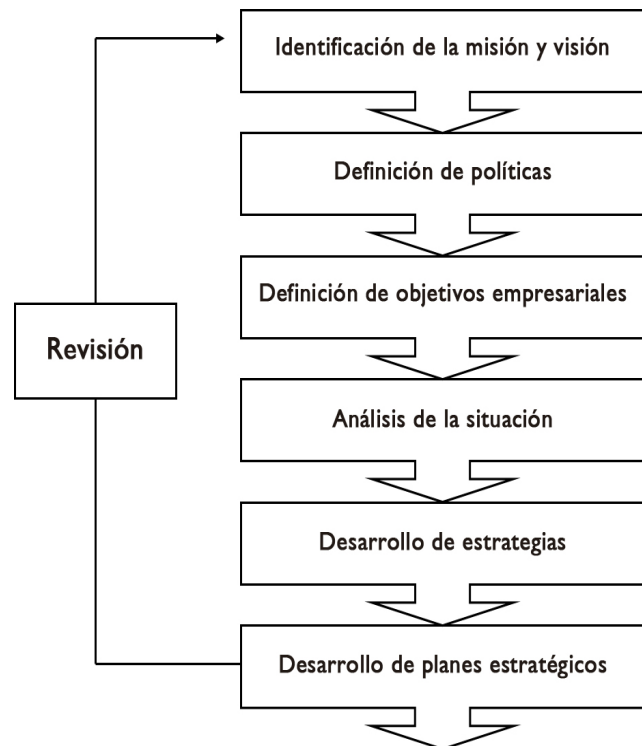 Identificación de la misión y visión
Definición de políticas
Definición de objetivos empresariales
Revisión
Análisis de la situación
Desarrollo de estrategias
Desarrollo de planes estratégicos